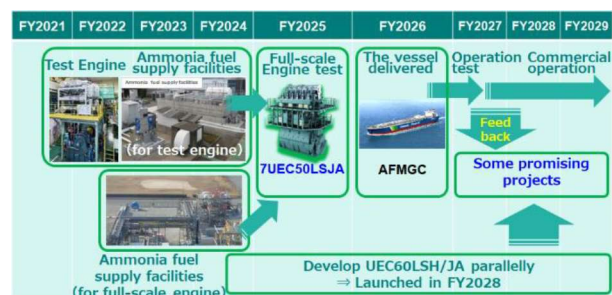 FY2021 FY2022 FY2023 FY2024 FY2025 FY2026 FY2027 FY2028 FY2029
Test Engine
Ammonia fuel
supply facilities
Ammonia fuel supply facilities
(for test engine)
Full-scale
Engine test
7UEC50LSJA
The vessel
delivered
AFMGC
Operation
test
Commercial
operation
Feed
back
Some promising
projects
Ammonia fuel
supply facilities
(for full-scale engine)
Develop UEC60LSH/JA parallelly
⇒ Launched in FY2028